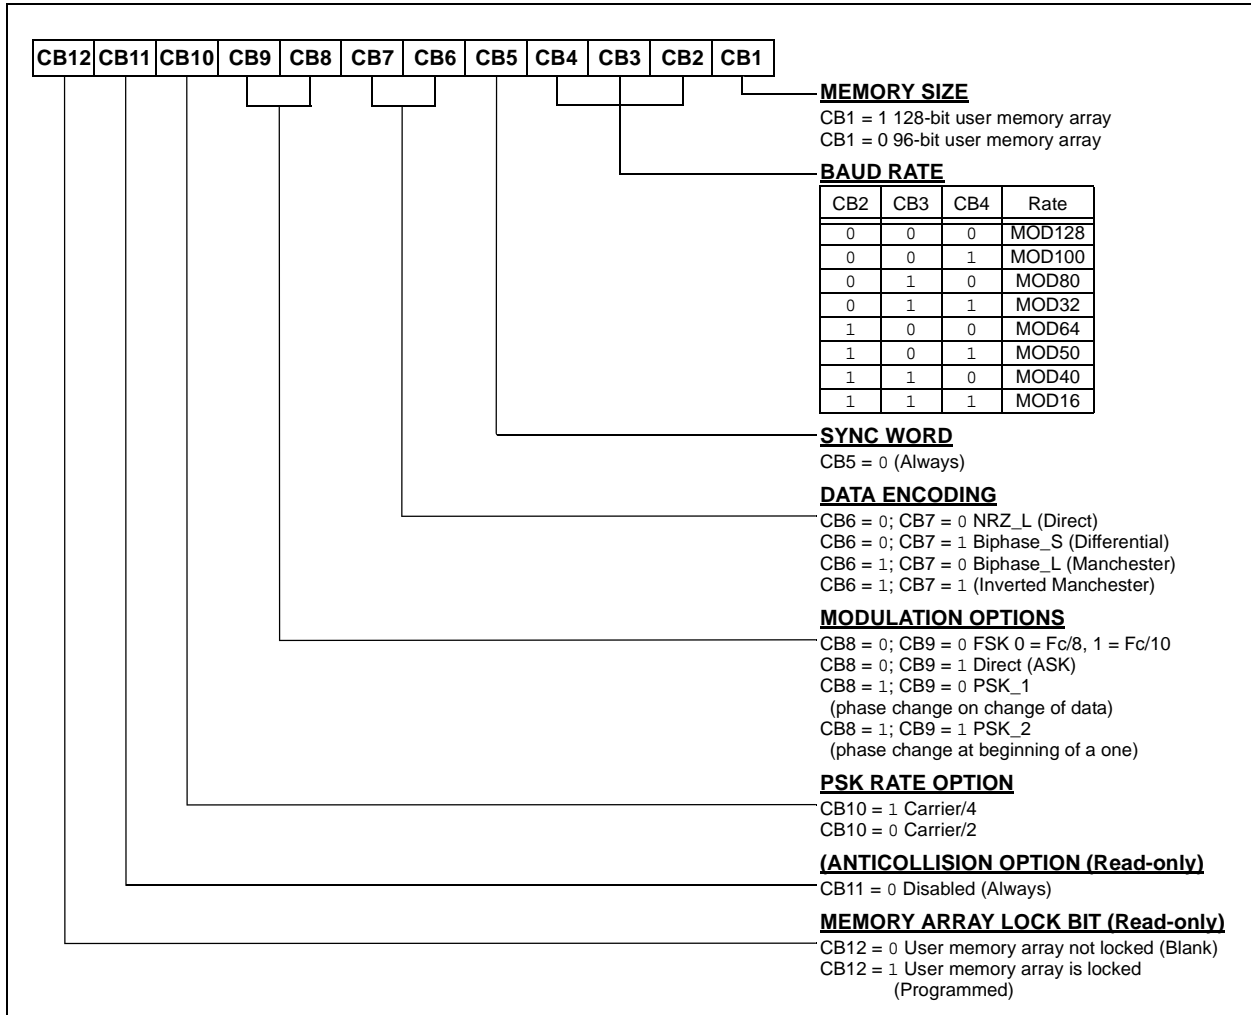 CB12 CB11 CB10 CB9 CB8 CB7 CB6 CB5 CB4 CB3 CB2 CB1
MEMORY SIZE
CB1 = 1 128-bit user memory array
CB1 = 0 96-bit user memory array
BAUD RATE
CB2 CB3 CB4 Rate
0 0 0 MOD128
0 0 1 MOD100
0 1 0 MOD80
0 1 1 MOD32
1 0 0 MOD64
1 0 1 MOD50
1 1 0 MOD40
1 1 1 MOD16
SYNC WORD
CB5 = 0 (Always)
DATA ENCODING
CB6 = 0; CB7 = 0 NRZ_L (Direct)
CB6 = 0; CB7 = 1 Biphase_S (Differential)
CB6 = 1; CB7 = 0 Biphase_L (Manchester)
CB6 = 1; CB7 = 1 (Inverted Manchester)
MODULATION OPTIONS
CB8 = 0; CB9 = 0 FSK 0 = Fc/8, 1 = Fc/10
CB8 = 0; CB9 = 1 Direct (ASK)
CB8 = 1; CB9 = 0 PSK_1
(phase change on change of data)
CB8 = 1; CB9 = 1 PSK_2
(phase change at beginning of a one)
PSK RATE OPTION
CB10 = 1 Carrier/4
CB10 = 0 Carrier/2
(ANTICOLLISION OPTION (Read-only)
CB11 = 0 Disabled (Always)
MEMORY ARRAY LOCK BIT (Read-only)
CB12 = 0 User memory array not locked (Blank)
CB12 = 1 User memory array is locked
(Programmed)